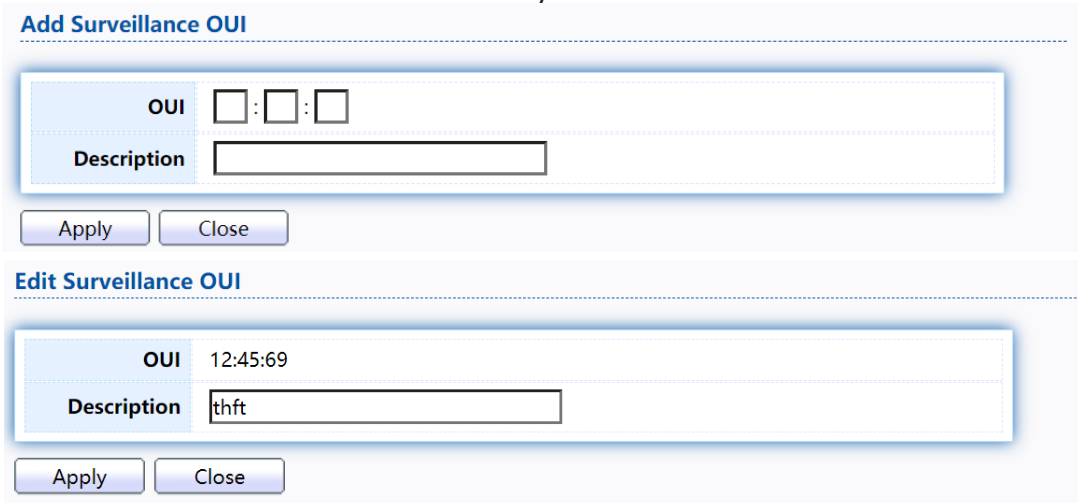 Add Surveillance OUI
OUI : :
Description
Apply Close
Edit Surveillance OUI
OUI 12:45:69
Description thft
Apply Close